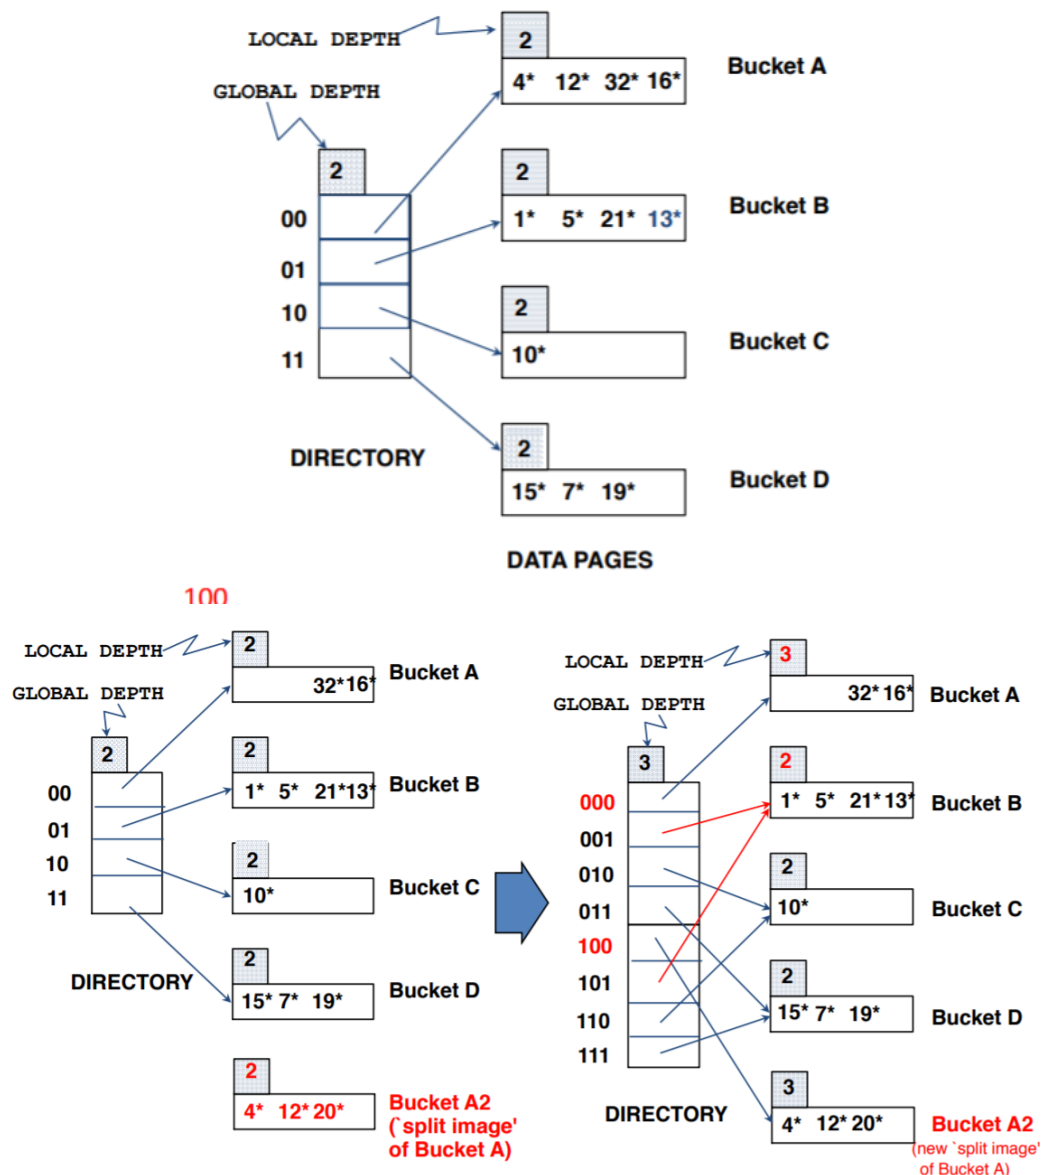 LOCAL DEPTH
2
Bucket A
4* 12* 32* 16*
GLOBAL DEPTH
2
2
00
1* 5* 21* 13*
Bucket B
01
2
10
10*
Bucket C
11
2
DIRECTORY
15* 7* 19*
Bucket D
DATA PAGES
100
LOCAL DEPTH
2
Bucket A
32* 16*
GLOBAL DEPTH
2
2
Bucket B
00
1* 5* 21* 13*
01
2
10
Bucket C
11
10*
2
DIRECTORY
Bucket D
15* 7* 19*
2
4* 12* 20*
Bucket A2
(`split image'
of Bucket A)
LOCAL DEPTH
3
Bucket A
32* 16*
GLOBAL DEPTH
3
2
000
1* 5* 21* 13*
Bucket B
001
010
2
011
10*
Bucket C
100
101
2
110
15* 7* 19*
Bucket D
111
3
DIRECTORY
4* 12* 20*
Bucket A2
(new `split image'
of Bucket A)